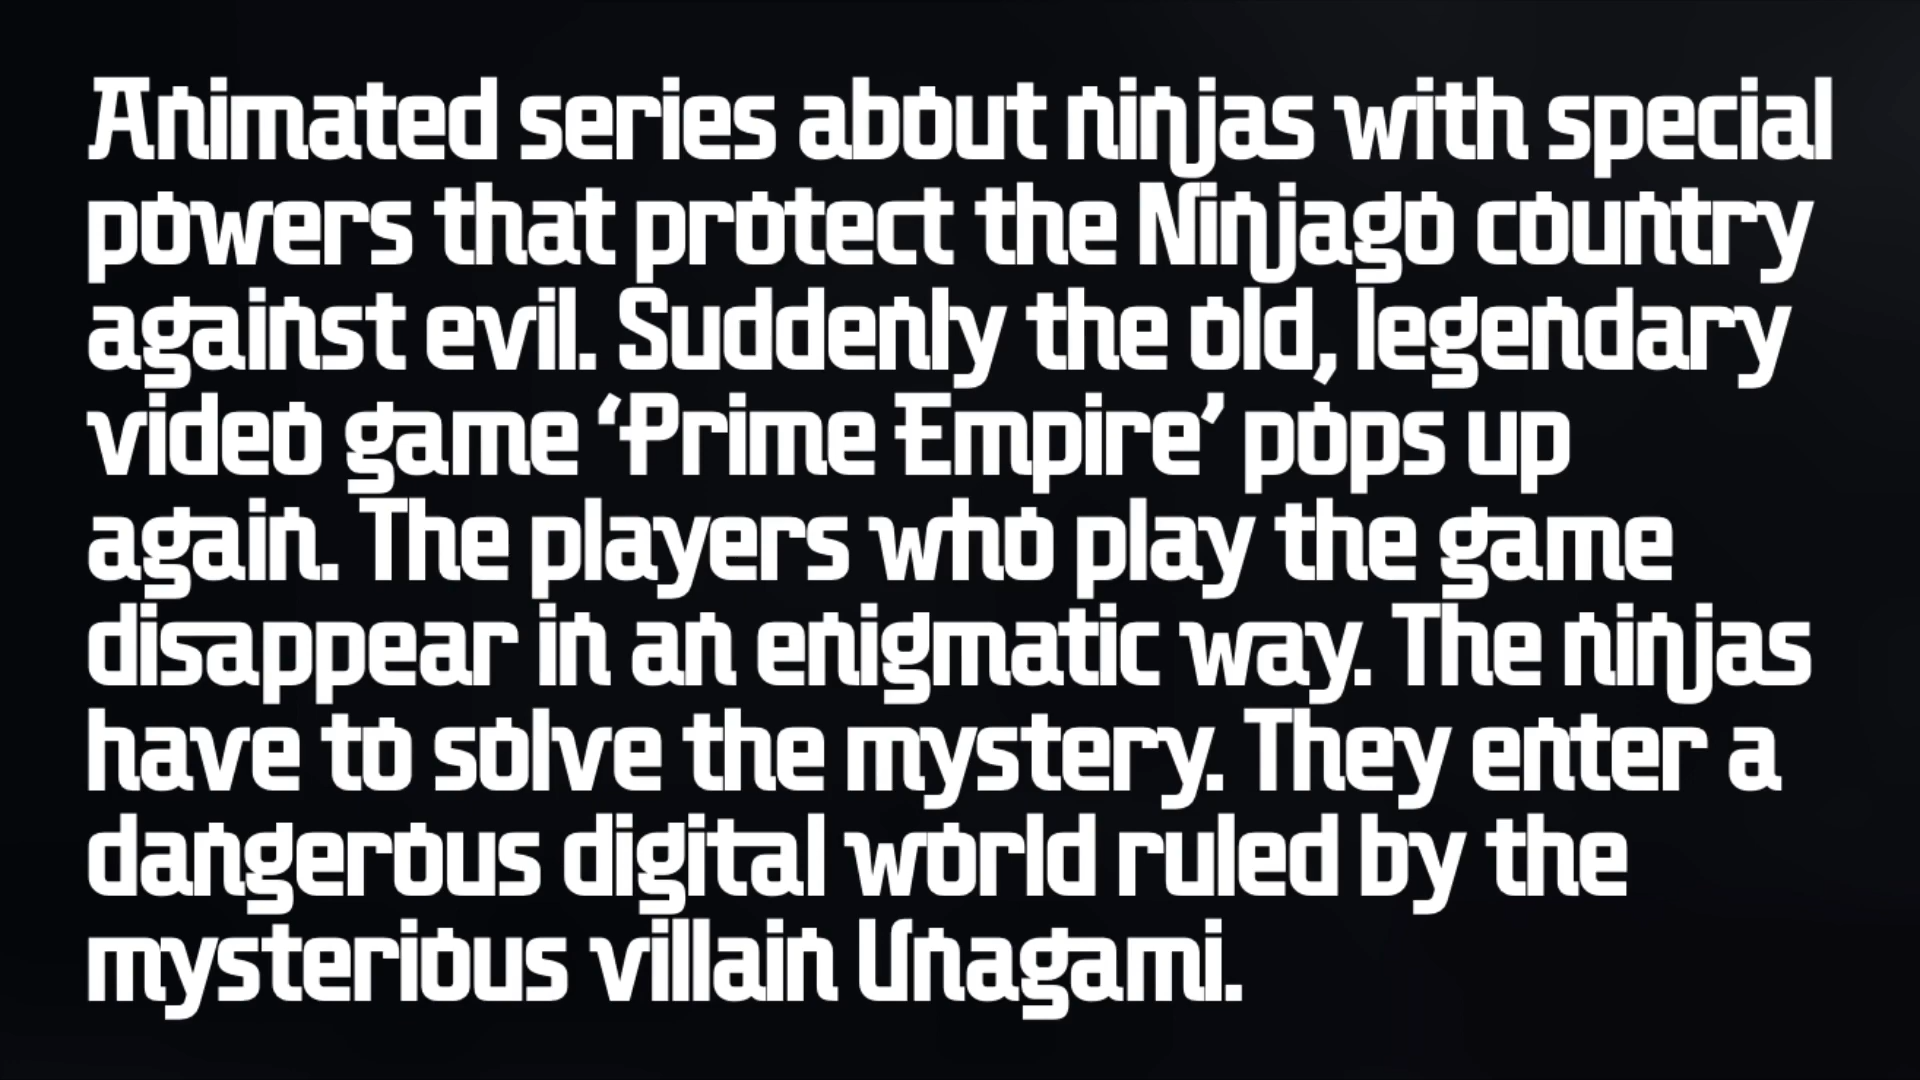 Animated series about ninjas with special
powers that protect the Ninjago country
against evil. Suddenly the old, legendary
video game ‘Prime Empire’ pops up
again. The players who play the game
disappear in an enigmatic way. The ninjas
have to solve the mystery. They enter a
dangerous digital world ruled by the
mysterious villain Unagami.